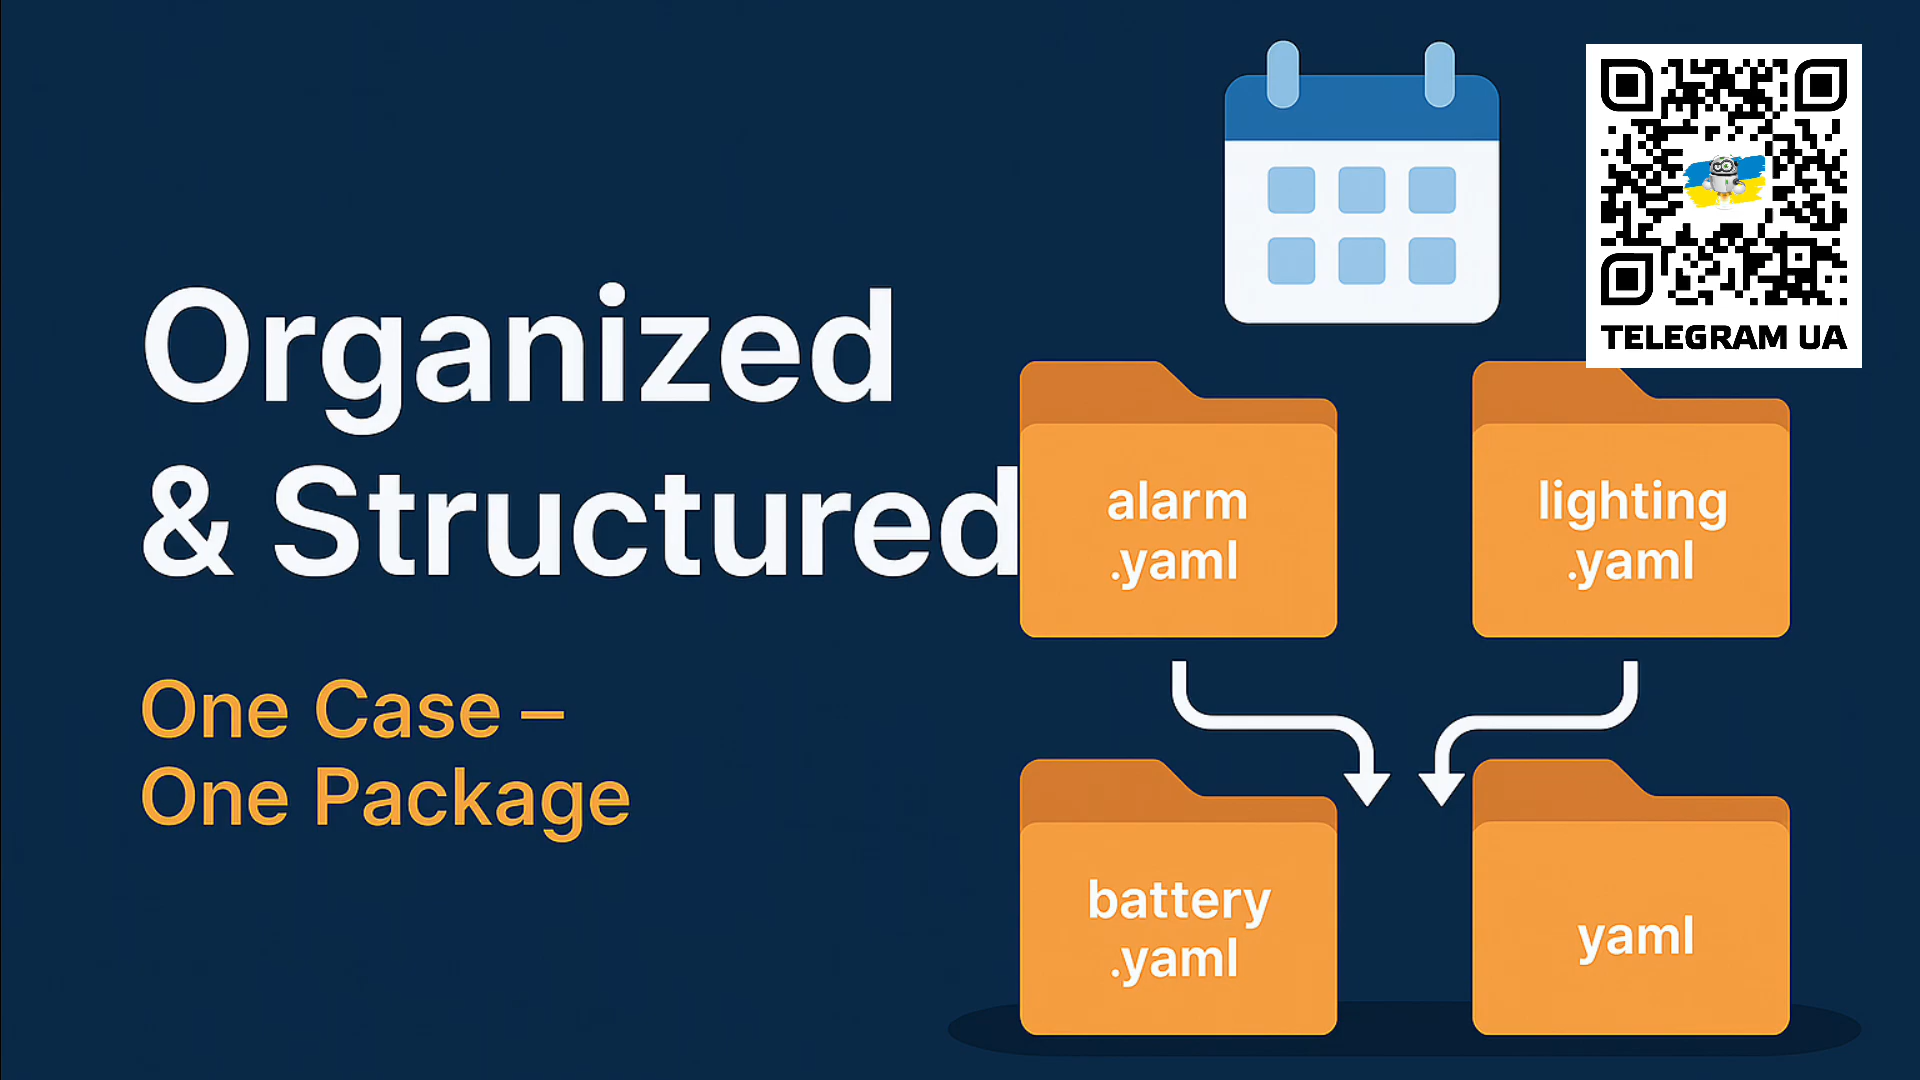 Organized
& Structured
One Case –
One Package
TELEGRAM UA
alarm
.yaml
lighting
.yaml
battery
.yaml
yaml